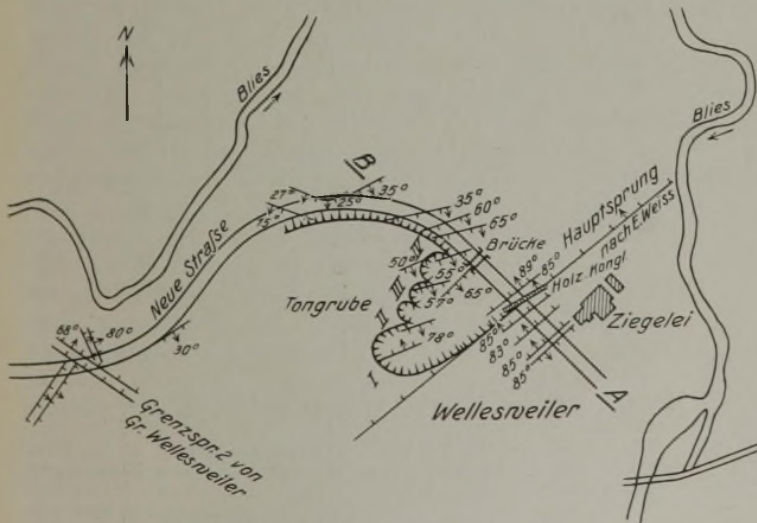 N
Blies
Blies
B
27°
35°
25°
75°
35°
60°
65°
Neue Straße
Hauptsprung
nach E. Weiss
Brücke
89°
85°
Holz. Kongl.
50°
IV
55°
65°
III
57°
Tongrube
II
78°
I
85°
83°
85°
85°
Ziegelei
68°
80°
30°
A
Wellesweiler
Grenzspr. 2 von
Gr. Wellesweiler